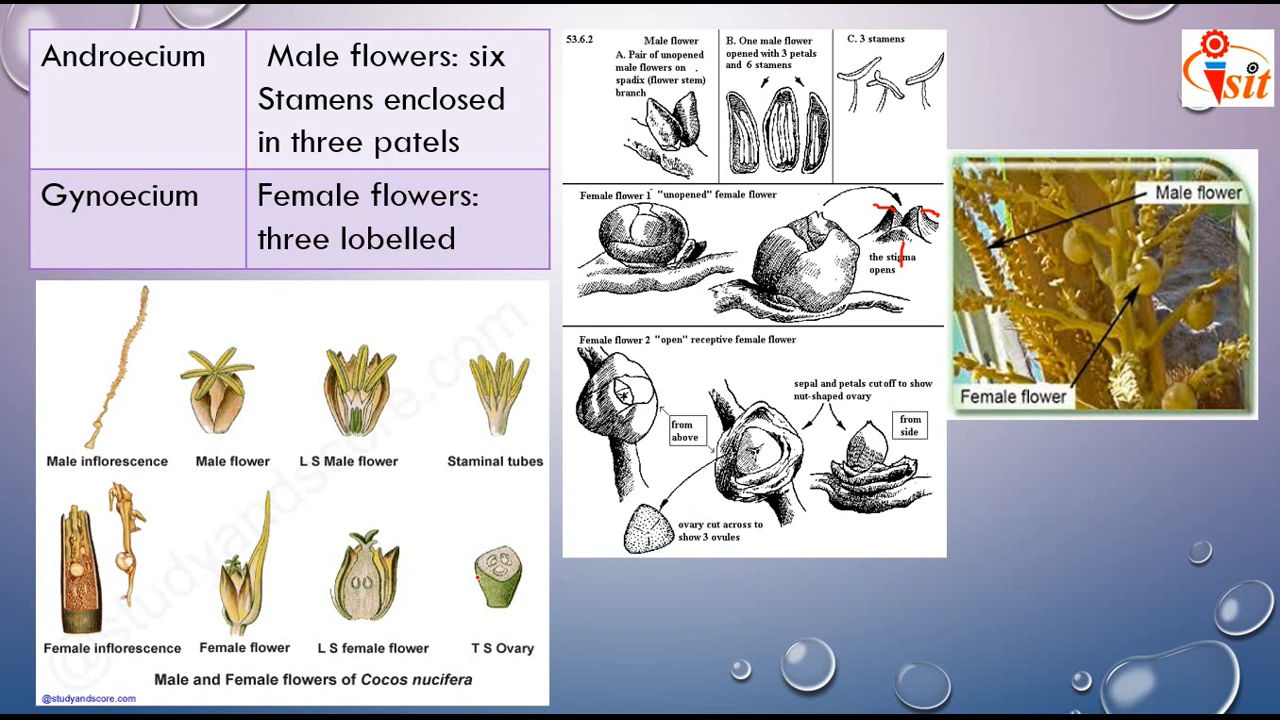 Androecium
Male flowers: six
Stamens enclosed
in three patels
Gynoecium
Female flowers:
three lobelled
53.6.2
Male flower
A. Pair of unopened
male flowers on .
spadix (flower stem)
branch
B. One male flower
opened with 3 petals
and 6 stamens
C. 3 stamens
Female flower 1 "unopened" female flower
the stigma
opens
Female flower 2 "open" receptive female flower
sepal and petals cut off to show
nut-shaped ovary
from
above
from
side
ovary cut across to
show 3 ovules
Male flower
Female flower
isit
Male inflorescence
Male flower
L S Male flower
Staminal tubes
Female inflorescence
Female flower
L S female flower
T S Ovary
Male and Female flowers of Cocos nucifera
@studyandscore.com
@studyandscore.com